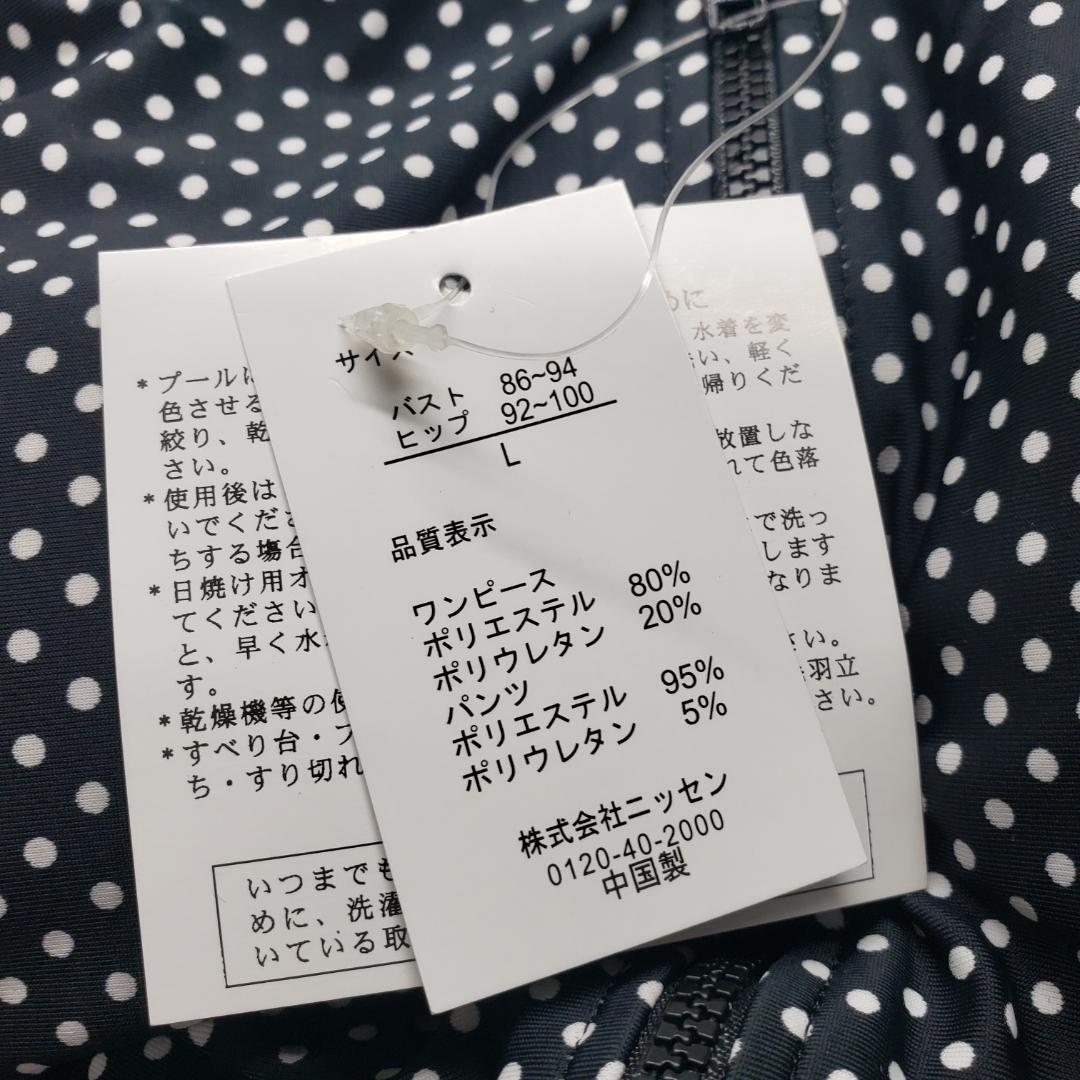 サイズ
バスト 86~94
ヒップ 92~100
L
品質表示
ワンピース
ポリエステル 80%
ポリウレタン 20%
パンツ
ポリエステル 95%
ポリウレタン 5%
株式会社ニッセン
0120-40-2000
中国製
*プールに
色させる
絞り、乾
さい。
*使用後は
いでくださ
ちする場合
*日焼け用オ
てください
と、早く水
す。
*乾燥機等の使
*すべり台・フ
ち・すり切れ
いつまでも
めに、洗濯
いている取
めに
水着を変
い、軽く
帰りくだ
放置しな
れて色落
で洗っ
します
なりま
さい。
羽立
さい。